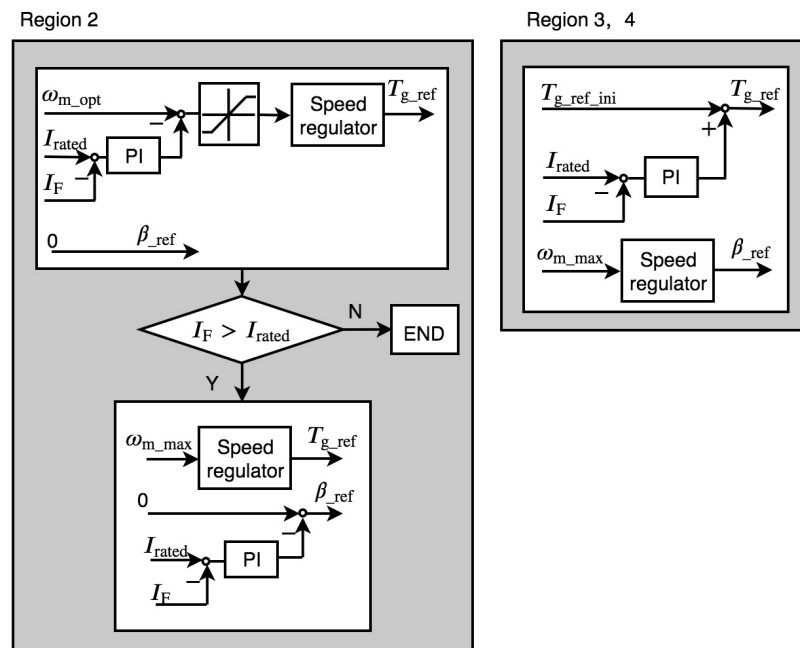 Region 2
ω_m_opt
−
Speed
regulator
T_g_ref
I_rated
PI
−
I_F
0
β_ref
I_F > I_rated
N
END
Y
ω_m_max
Speed
regulator
T_g_ref
0
β_ref
−
I_rated
PI
−
I_F
Region 3, 4
T_g_ref_ini
T_g_ref
+
I_rated
PI
−
I_F
ω_m_max
Speed
regulator
β_ref